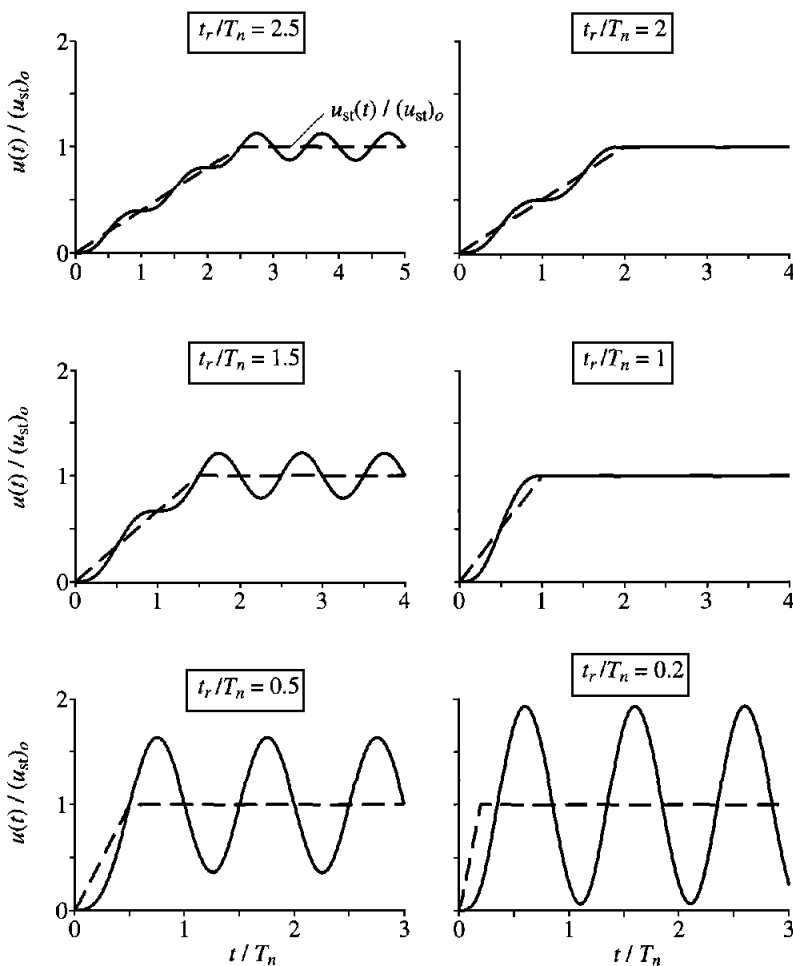 t_r/T_n = 2.5
t_r/T_n = 2
2
1
0
u(t) / (u_st)_o
u_st(t) / (u_st)_o
0 1 2 3 4 5
0 1 2 3 4
t_r/T_n = 1.5
t_r/T_n = 1
2
1
0
u(t) / (u_st)_o
0 1 2 3 4
0 1 2 3 4
t_r/T_n = 0.5
t_r/T_n = 0.2
2
1
0
u(t) / (u_st)_o
0 1 2 3
0 1 2 3
t / T_n
t / T_n